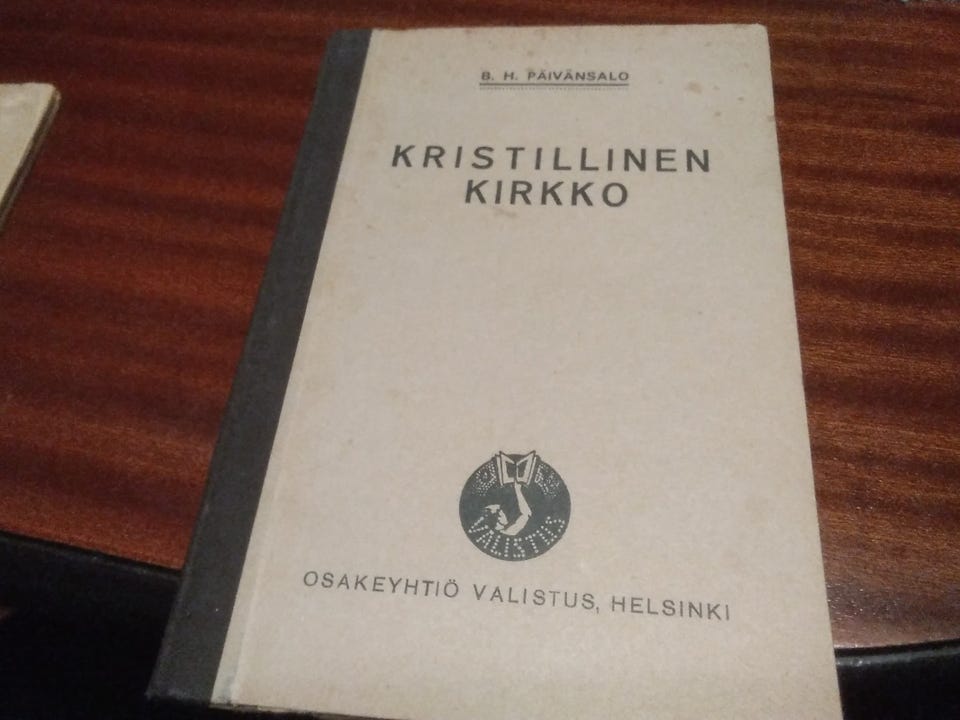 B. H. PÄIVÄNSALO
KRISTILLINEN
KIRKKO
VALISTUS
OSAKEYHTIÖ VALISTUS, HELSINKI